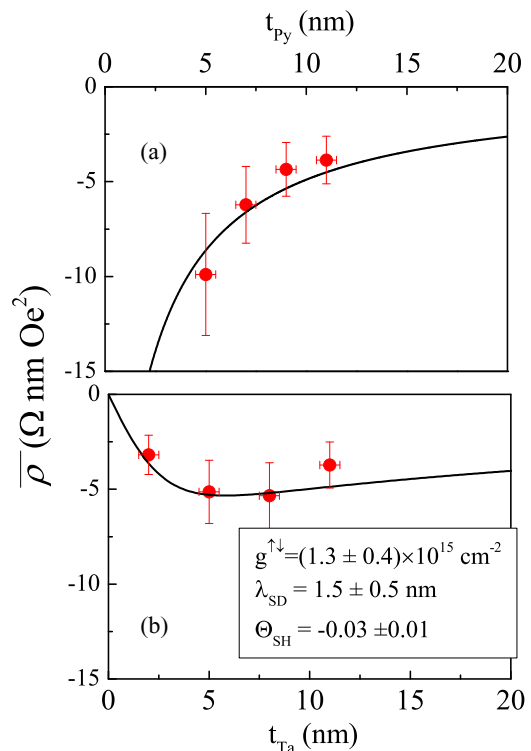 t_Py (nm)
0 5 10 15 20
0
(a)
-5
-10
-15
ρ̅ (Ω nm Oe²)
0
-5
g^↑↓=(1.3 ± 0.4)×10^15 cm^-2
λ_SD = 1.5 ± 0.5 nm
Θ_SH = -0.03 ±0.01
-10
(b)
-15
0 5 10 15 20
t_Ta (nm)